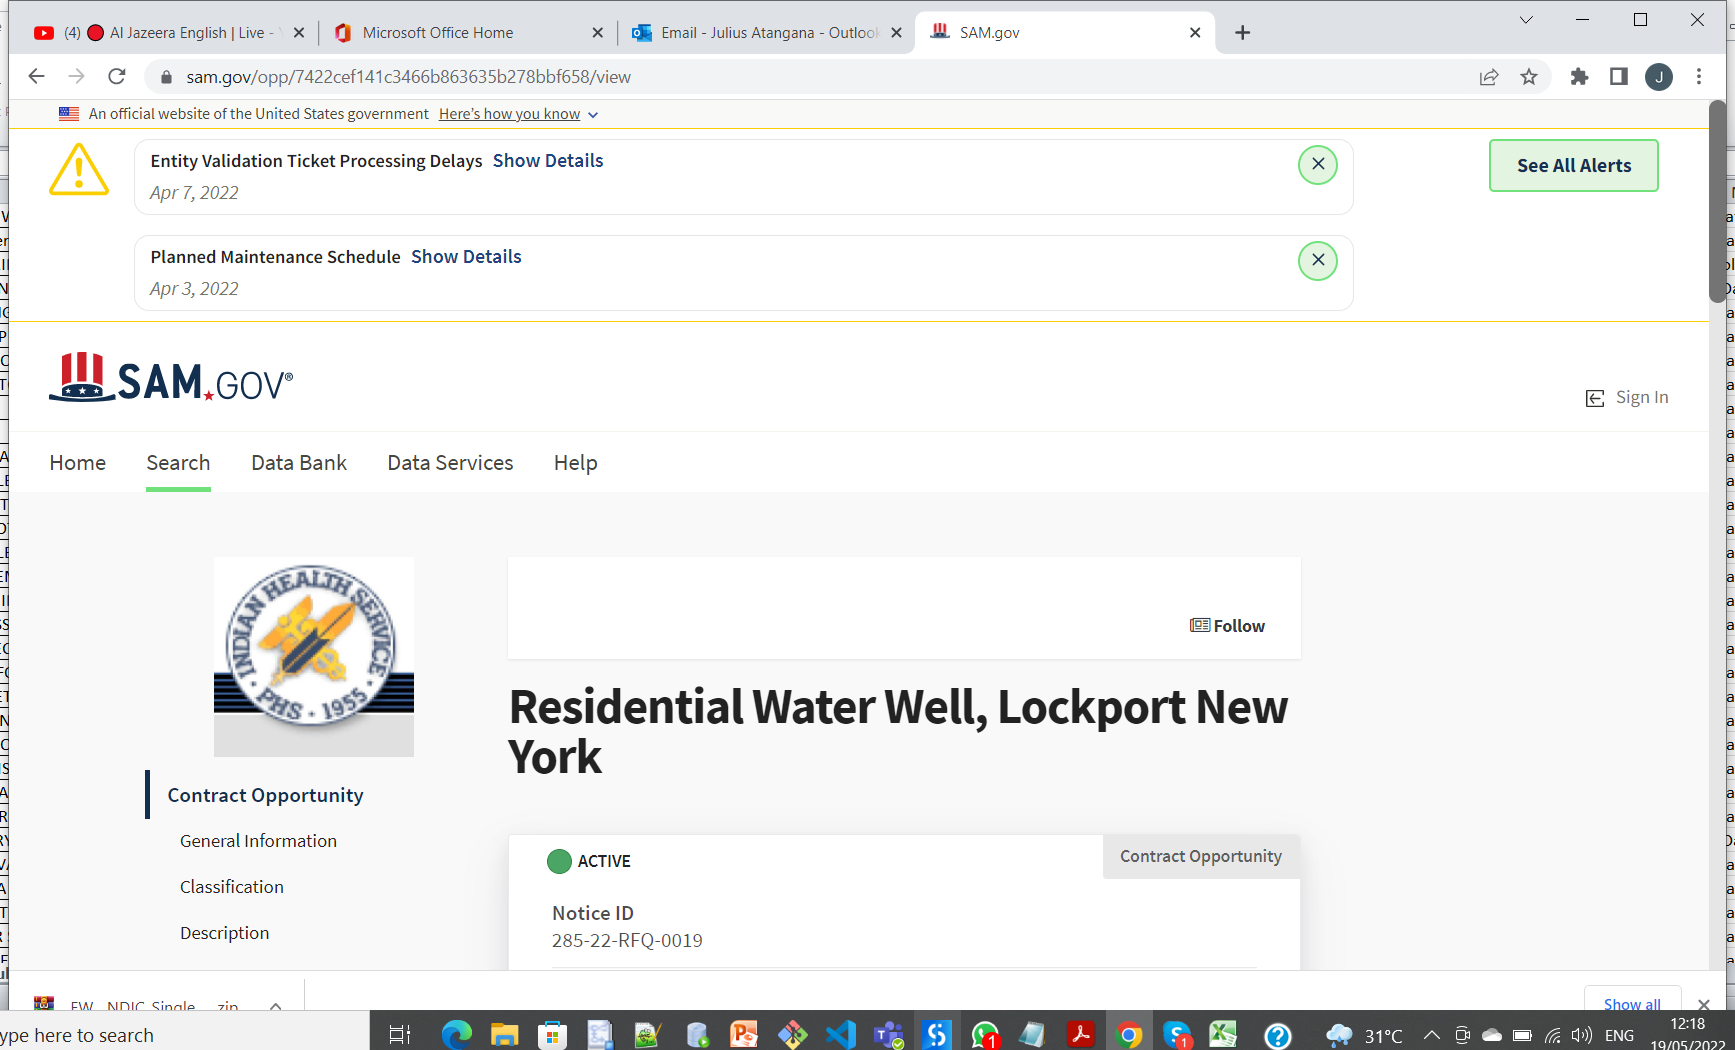 (4) Al Jazeera English | Live -
Microsoft Office Home
Email - Julius Atangana - Outlook
SAM.gov
sam.gov/opp/7422cef141c3466b863635b278bbf658/view
J
An official website of the United States government Here's how you know
Entity Validation Ticket Processing Delays Show Details
Apr 7, 2022
See All Alerts
Planned Maintenance Schedule Show Details
Apr 3, 2022
SAM.GOV®
Sign In
Home Search Data Bank Data Services Help
INDIAN HEALTH SERVICE
PHS · 1955
Follow
Residential Water Well, Lockport New
York
Contract Opportunity
General Information
Classification
Description
ACTIVE
Contract Opportunity
Notice ID
285-22-RFQ-0019
FW_ NDIC Single ....zip
Show all
ype here to search
1
1
31°C
ENG
12:18
19/05/2022